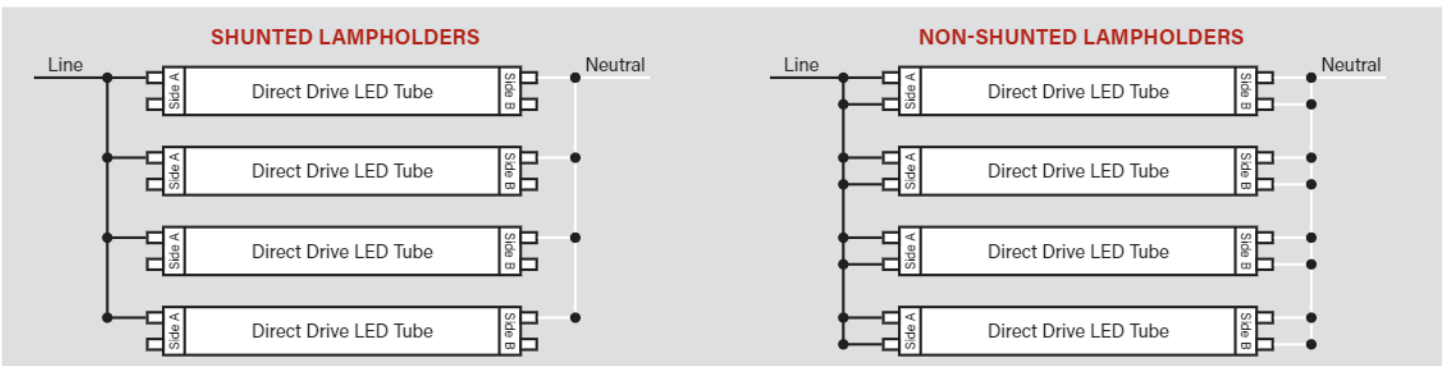 SHUNTED LAMPHOLDERS
Line
Neutral
Side A
Direct Drive LED Tube
Side B
Side A
Direct Drive LED Tube
Side B
Side A
Direct Drive LED Tube
Side B
Side A
Direct Drive LED Tube
Side B
NON-SHUNTED LAMPHOLDERS
Line
Neutral
Side A
Direct Drive LED Tube
Side B
Side A
Direct Drive LED Tube
Side B
Side A
Direct Drive LED Tube
Side B
Side A
Direct Drive LED Tube
Side B